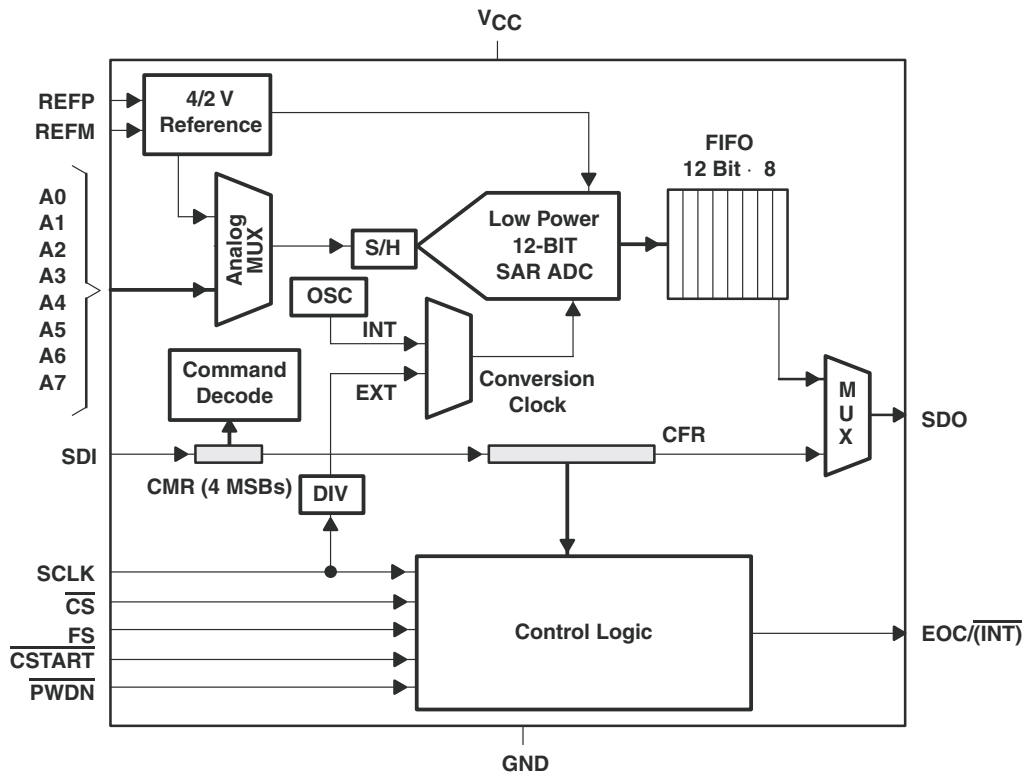 VCC
REFP
REFM
4/2 V
Reference
FIFO
12 Bit · 8
A0
A1
A2
A3
A4
A5
A6
A7
Analog
MUX
S/H
Low Power
12-BIT
SAR ADC
OSC
INT
EXT
Conversion
Clock
Command
Decode
MUX
SDO
SDI
CMR (4 MSBs)
CFR
DIV
SCLK
CS
FS
CSTART
PWDN
Control Logic
EOC/(INT)
GND